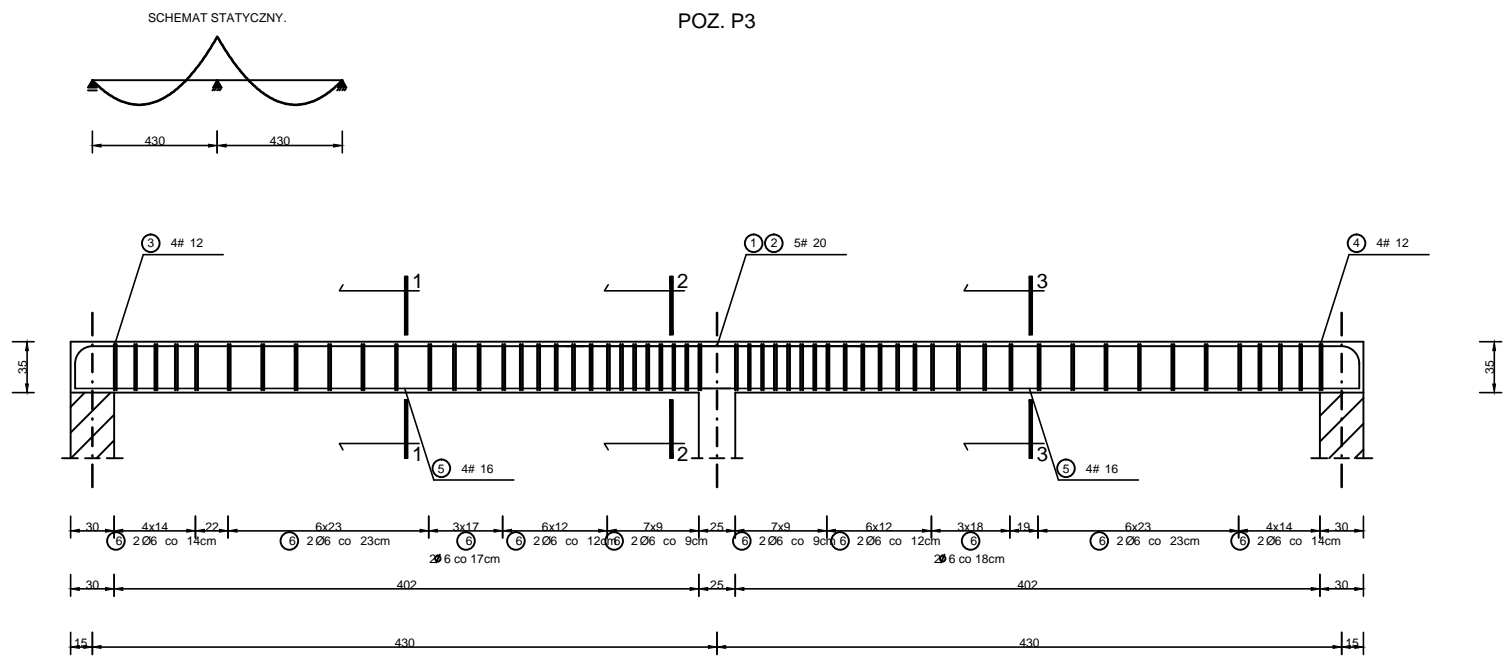 SCHEMAT STATYCZNY.
POZ. P3
430 430
3 4# 12
1 2 5# 20
4 4# 12
1 2 3
35 35
1 2 3
5 4# 16
5 4# 16
30 4x14 22 6x23 3x17 6x12 7x9 25 7x9 6x12 3x18 19 6x23 4x14 30
6 2Ø6 co 14cm 6 2Ø6 co 23cm 6 6 2Ø6 co 12cm 6 2Ø6 co 9cm 6 2Ø6 co 9cm 6 2Ø6 co 12cm 6 6 2Ø6 co 23cm 6 2Ø6 co 14cm
2Ø6 co 17cm 2Ø6 co 18cm
30 402 25 402 30
15 430 430 15